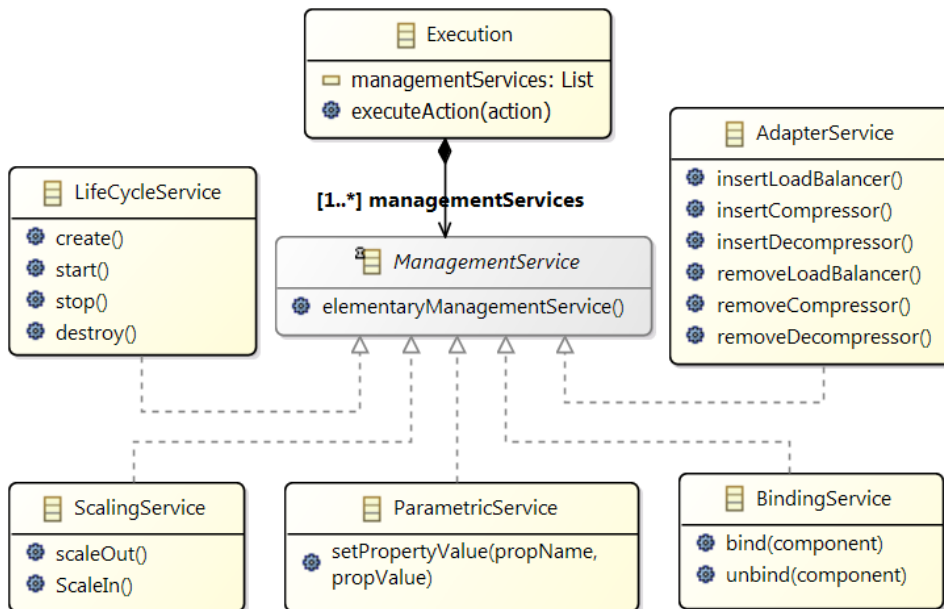 Execution
managementServices: List
executeAction(action)
[1..*] managementServices
LifeCycleService
create()
start()
stop()
destroy()
ManagementService
elementaryManagementService()
AdapterService
insertLoadBalancer()
insertCompressor()
insertDecompressor()
removeLoadBalancer()
removeCompressor()
removeDecompressor()
ScalingService
scaleOut()
ScaleIn()
ParametricService
setPropertyValue(propName,
propValue)
BindingService
bind(component)
unbind(component)